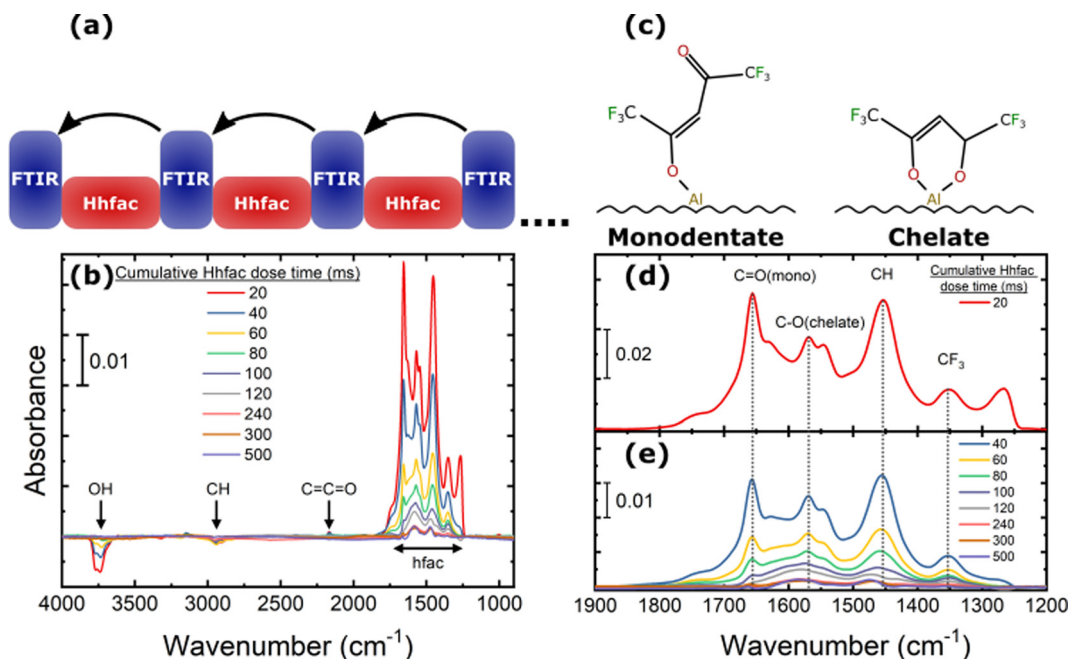 (a)
FTIR
Hhfac
FTIR
Hhfac
FTIR
Hhfac
FTIR
....
(b)
Cumulative Hhfac dose time (ms)
20
40
60
80
100
120
240
300
500
0.01
OH
CH
C=C=O
hfac
Absorbance
4000 3500 3000 2500 2000 1500 1000
Wavenumber (cm⁻¹)
(c)
O
CF₃
F₃C
O
Al
Monodentate
F₃C
CF₃
O
O
Al
Chelate
(d)
C=O(mono)
C-O(chelate)
CH
CF₃
Cumulative Hhfac
dose time (ms)
20
0.02
(e)
0.01
40
60
80
100
120
240
300
500
1900 1800 1700 1600 1500 1400 1300 1200
Wavenumber (cm⁻¹)